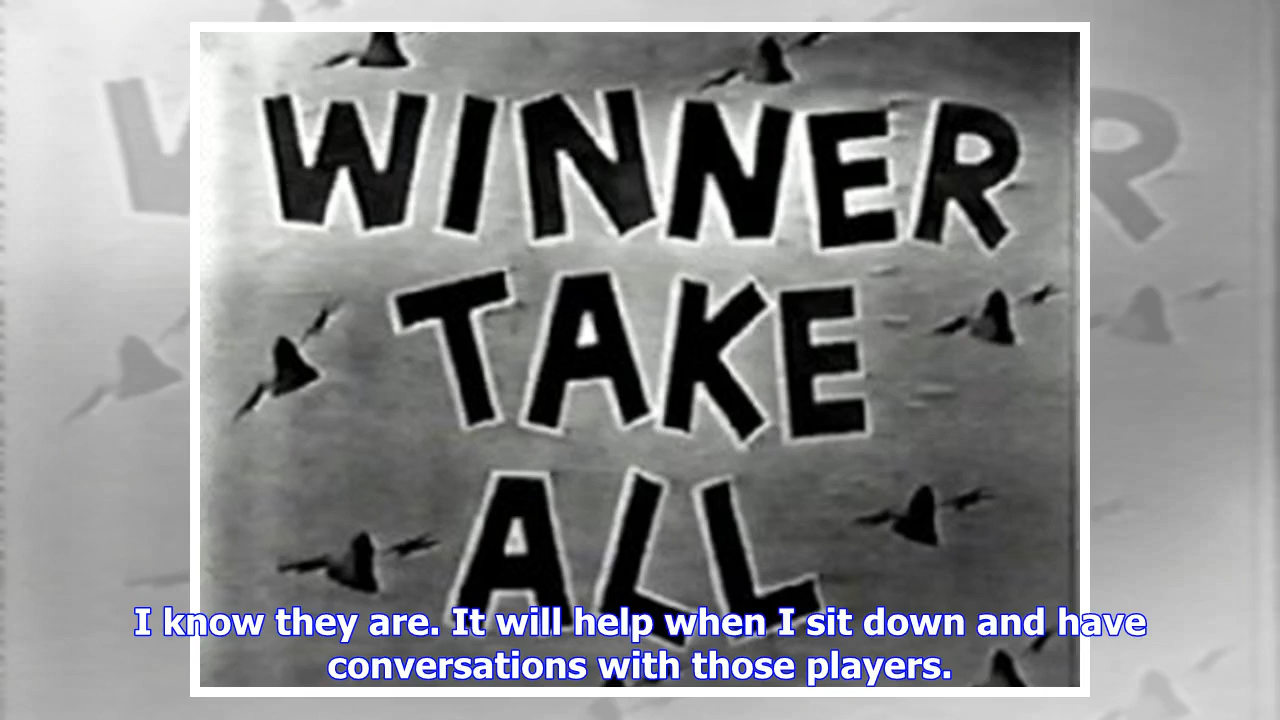 WINNER
TAKE
ALL
I know they are. It will help when I sit down and have
conversations with those players.